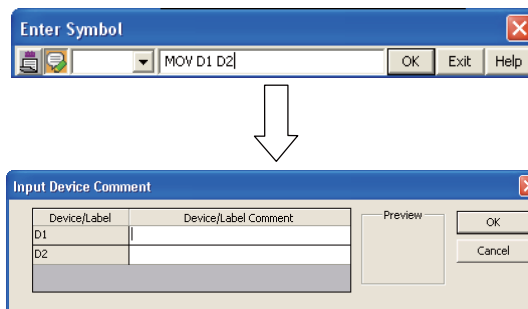 Enter Symbol
MOV D1 D2
OK Exit Help
Input Device Comment
Device/Label Device/Label Comment
D1
D2
Preview
OK
Cancel